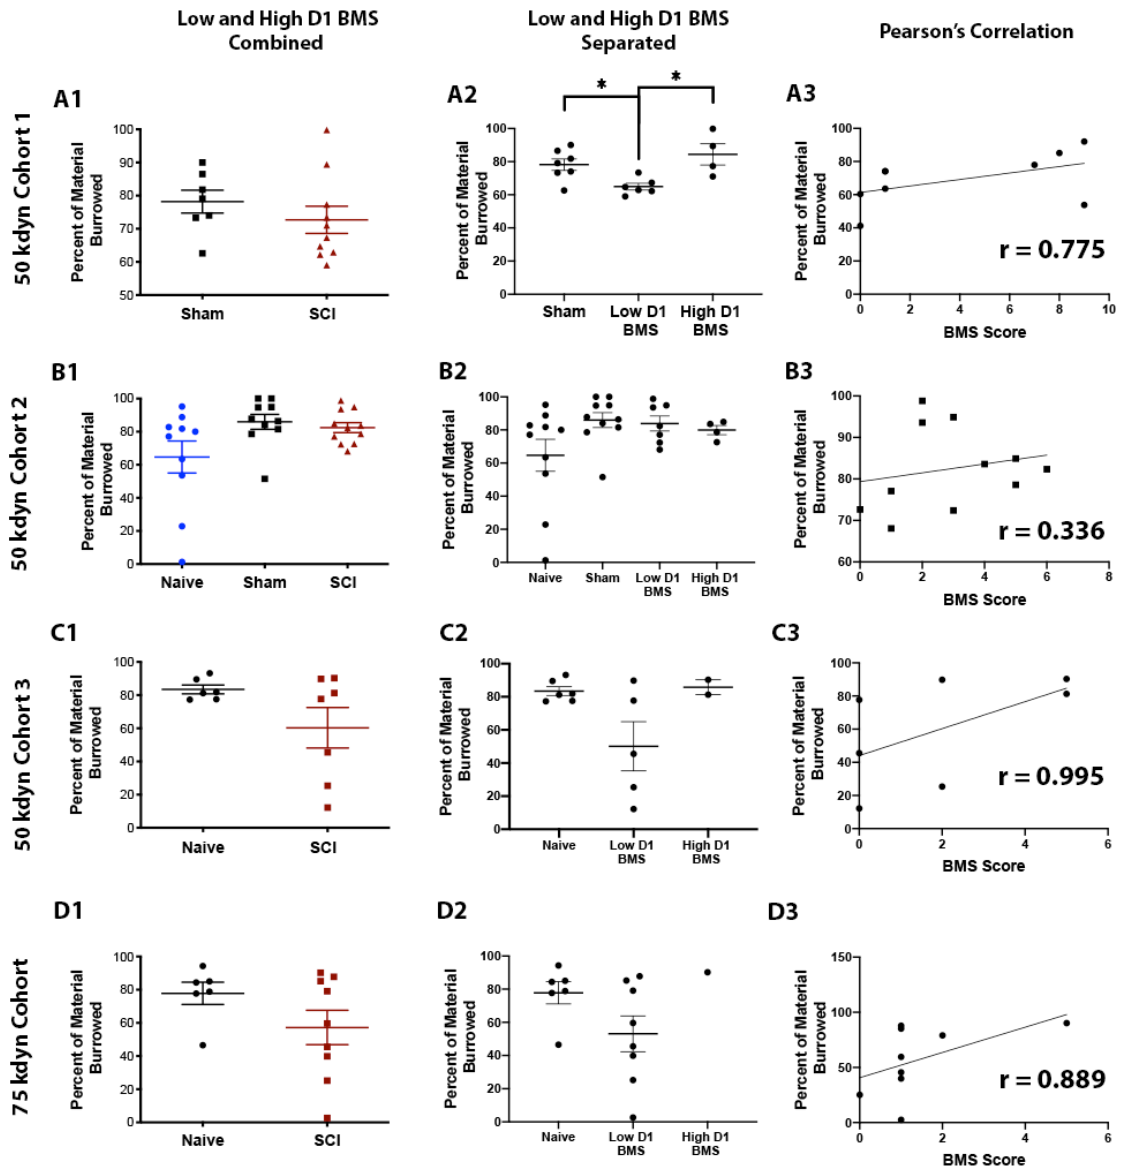 Low and High D1 BMS
Combined
Low and High D1 BMS
Separated
Pearson's Correlation
50 kdyn Cohort 1
A1
Percent of Material
Burrowed
100
90
80
70
60
50
Sham
SCI
A2
*
*
Percent of Material
Burrowed
100
80
60
40
20
0
Sham
Low D1
BMS
High D1
BMS
A3
Percent of Material
Burrowed
100
80
60
40
20
0
r = 0.775
0
2
4
6
8
10
BMS Score
50 kdyn Cohort 2
B1
Percent of Material
Burrowed
100
80
60
40
20
0
Naive
Sham
SCI
B2
Percent of Material
Burrowed
100
80
60
40
20
0
Naive
Sham
Low D1
BMS
High D1
BMS
B3
Percent of Material
Burrowed
100
90
80
70
60
r = 0.336
0
2
4
6
8
BMS Score
50 kdyn Cohort 3
C1
Percent of Material
Burrowed
100
80
60
40
20
0
Naive
SCI
C2
Percent of Material
Burrowed
100
80
60
40
20
0
Naive
Low D1
BMS
High D1
BMS
C3
Percent of Material
Burrowed
100
80
60
40
20
0
r = 0.995
0
2
4
6
BMS Score
75 kdyn Cohort
D1
Percent of Material
Burrowed
100
80
60
40
20
0
Naive
SCI
D2
Percent of Material
Burrowed
100
80
60
40
20
0
Naive
Low D1
BMS
High D1
BMS
D3
Percent of Material
Burrowed
150
100
50
0
r = 0.889
0
2
4
6
BMS Score